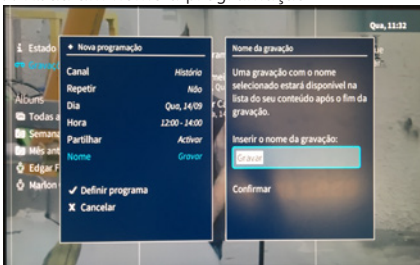 Qua, 11:32
Estado
Nova programação
Canal História
Repetir Não
Dia Qua, 14/09
Hora 12:00 - 14:00
Partilhar Activar
Nome Gravar
Definir programa
X Cancelar
Nome da gravação
Uma gravação com o nome
selecionado estará disponível na
lista do seu conteúdo após o fim da
gravação.
Inserir o nome da gravação:
Gravar
Confirmar
Álbuns
Todas a
Semana
Mês ant
Edgar F
Marlon